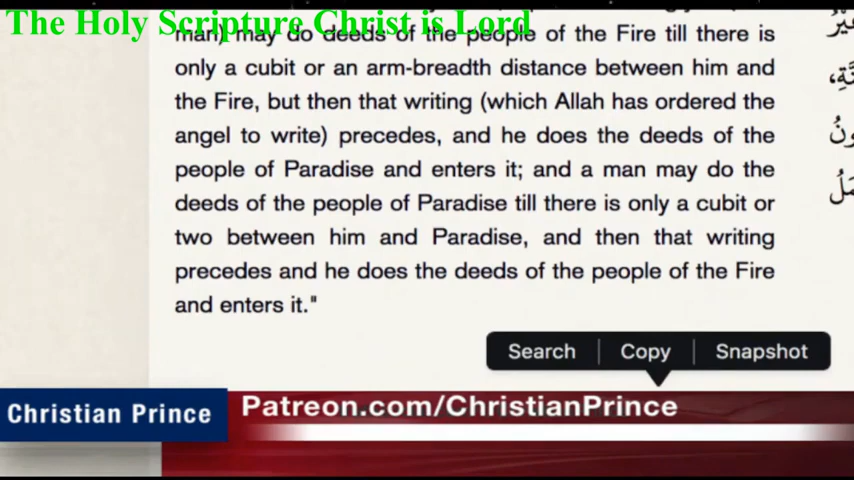 The Holy Scripture Christ is Lord
man) may do deeds of the people of the Fire till there is
only a cubit or an arm-breadth distance between him and
the Fire, but then that writing (which Allah has ordered the
angel to write) precedes, and he does the deeds of the
people of Paradise and enters it; and a man may do the
deeds of the people of Paradise till there is only a cubit or
two between him and Paradise, and then that writing
precedes and he does the deeds of the people of the Fire
and enters it."
Search Copy Snapshot
Patreon.com/ChristianPrince
Christian Prince